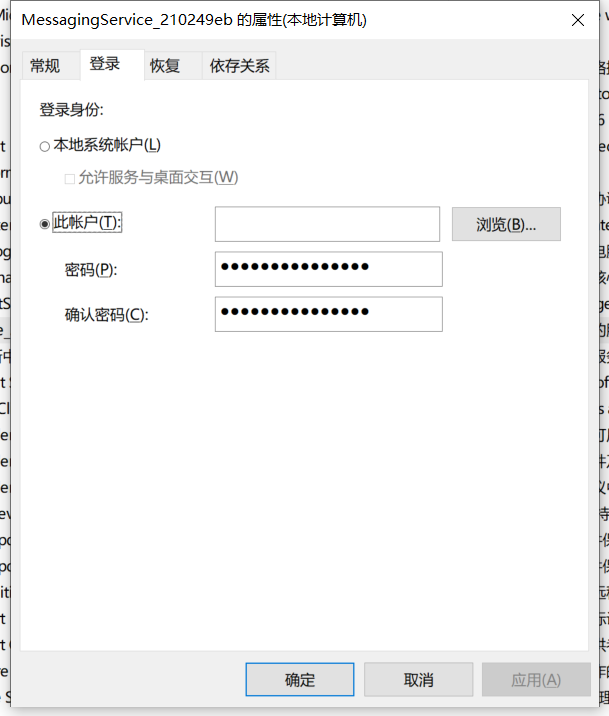 MessagingService_210249eb 的属性(本地计算机)
常规 登录 恢复 依存关系
登录身份:
本地系统帐户(L)
允许服务与桌面交互(W)
此帐户(T):
浏览(B)...
密码(P): ●●●●●●●●●●●●●●●
确认密码(C): ●●●●●●●●●●●●●●●
确定 取消 应用(A)